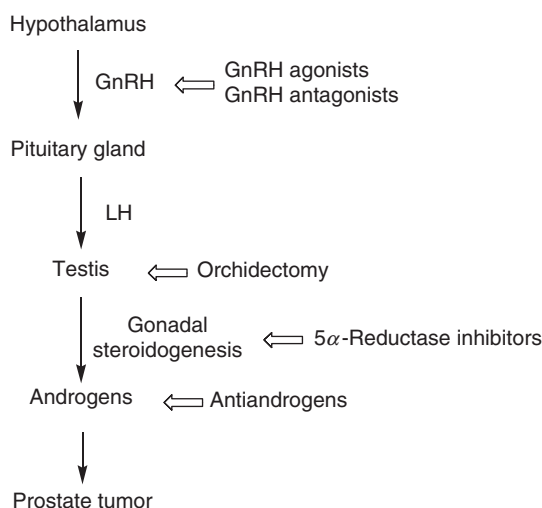 Hypothalamus
GnRH
GnRH agonists
GnRH antagonists
Pituitary gland
LH
Testis
Orchidectomy
Gonadal
steroidogenesis
5α-Reductase inhibitors
Androgens
Antiandrogens
Prostate tumor